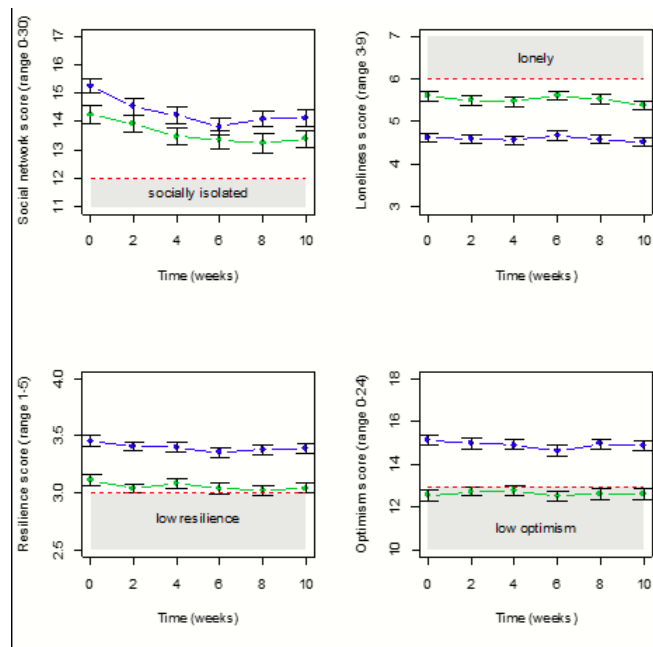 Social network score (range 0-30)
17
16
15
14
13
12
11
socially isolated
0 2 4 6 8 10
Time (weeks)
Loneliness score (range 3-9)
7
6
5
4
3
lonely
0 2 4 6 8 10
Time (weeks)
Resilience score (range 1-5)
4.0
3.5
3.0
2.5
low resilience
0 2 4 6 8 10
Time (weeks)
Optimism score (range 0-24)
18
16
14
12
10
low optimism
0 2 4 6 8 10
Time (weeks)